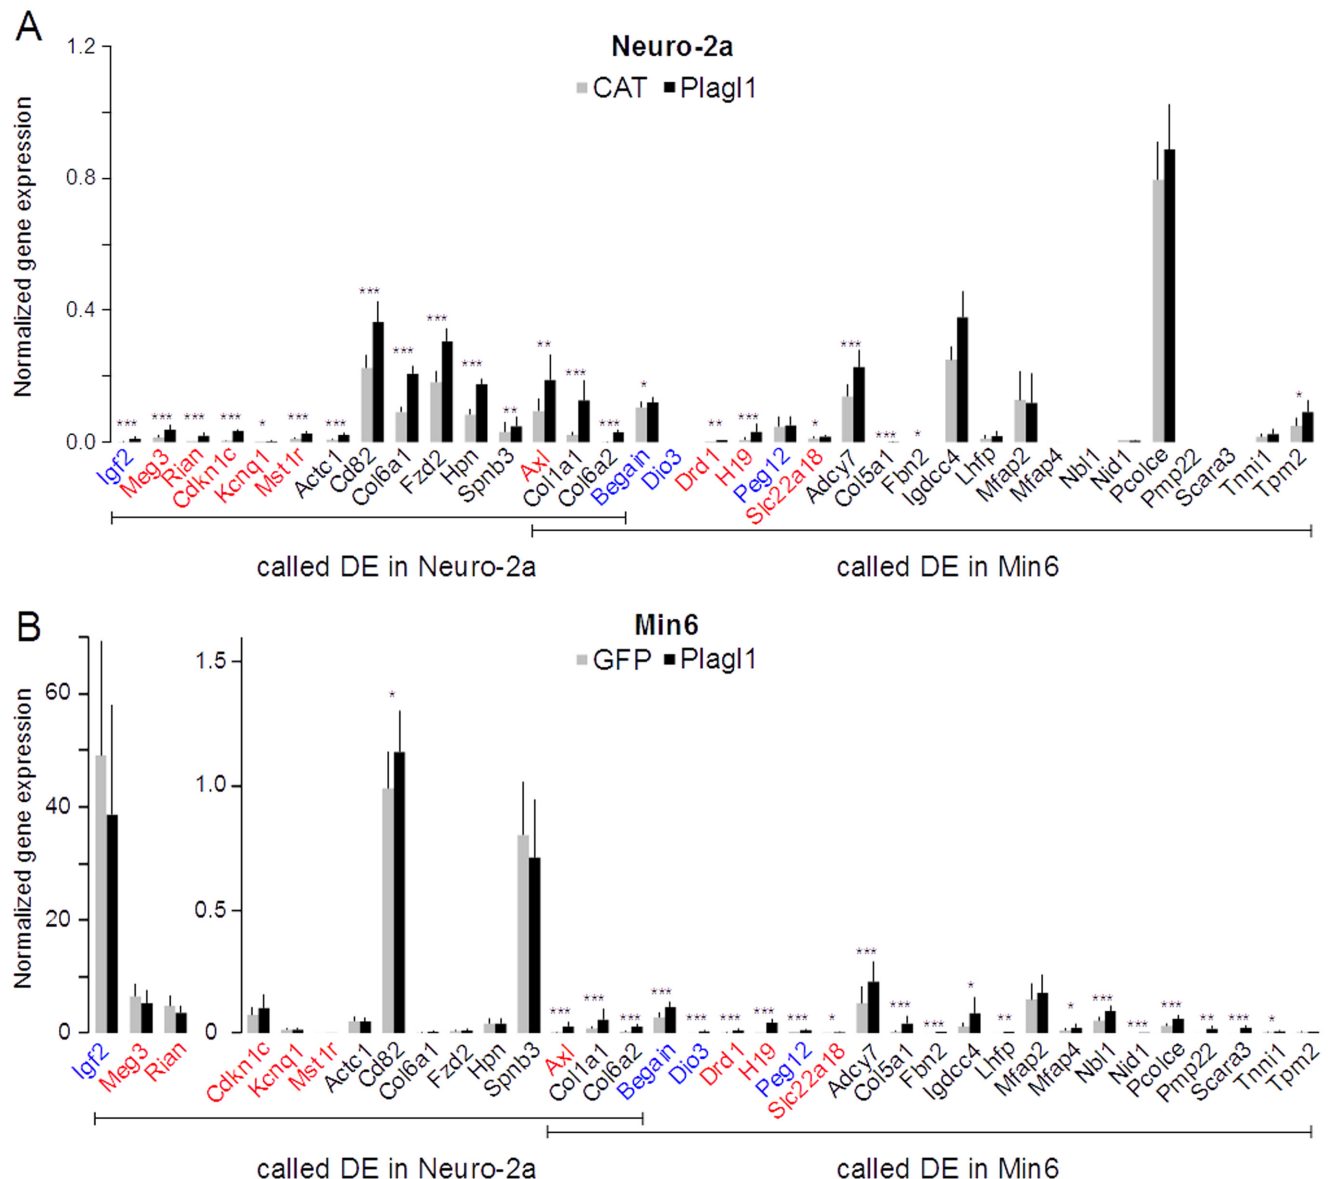 A
Neuro-2a
CAT Plagl1
Normalized gene expression
1.2
0.8
0.4
0.0
*** *** *** *** * *** *** *** *** *** *** ** ** *** *** * ** *** * *** *** * *
Igf2 Meg3 Rian Cdkn1c Kcnq1 Mst1r Actc1 Cd82 Col6a1 Fzd2 Hpn Spnb3 Axl Col1a1 Col6a2 Begain Dio3 Drd1 H19 Peg12 Slc22a18 Adcy7 Col5a1 Fbn2 Igdcc4 Lhfp Mfap2 Mfap4 Nbl1 Nid1 Pcolce Pmp22 Scara3 Tnni1 Tpm2
called DE in Neuro-2a called DE in Min6
B
Min6
GFP Plagl1
Normalized gene expression
60
40
20
0
1.5
1.0
0.5
0
* *** *** *** *** *** *** *** *** * *** *** *** * ** * *** *** *** ** *** *
Igf2 Meg3 Rian Cdkn1c Kcnq1 Mst1r Actc1 Cd82 Col6a1 Fzd2 Hpn Spnb3 Axl Col1a1 Col6a2 Begain Dio3 Drd1 H19 Peg12 Slc22a18 Adcy7 Col5a1 Fbn2 Igdcc4 Lhfp Mfap2 Mfap4 Nbl1 Nid1 Pcolce Pmp22 Scara3 Tnni1 Tpm2
called DE in Neuro-2a called DE in Min6